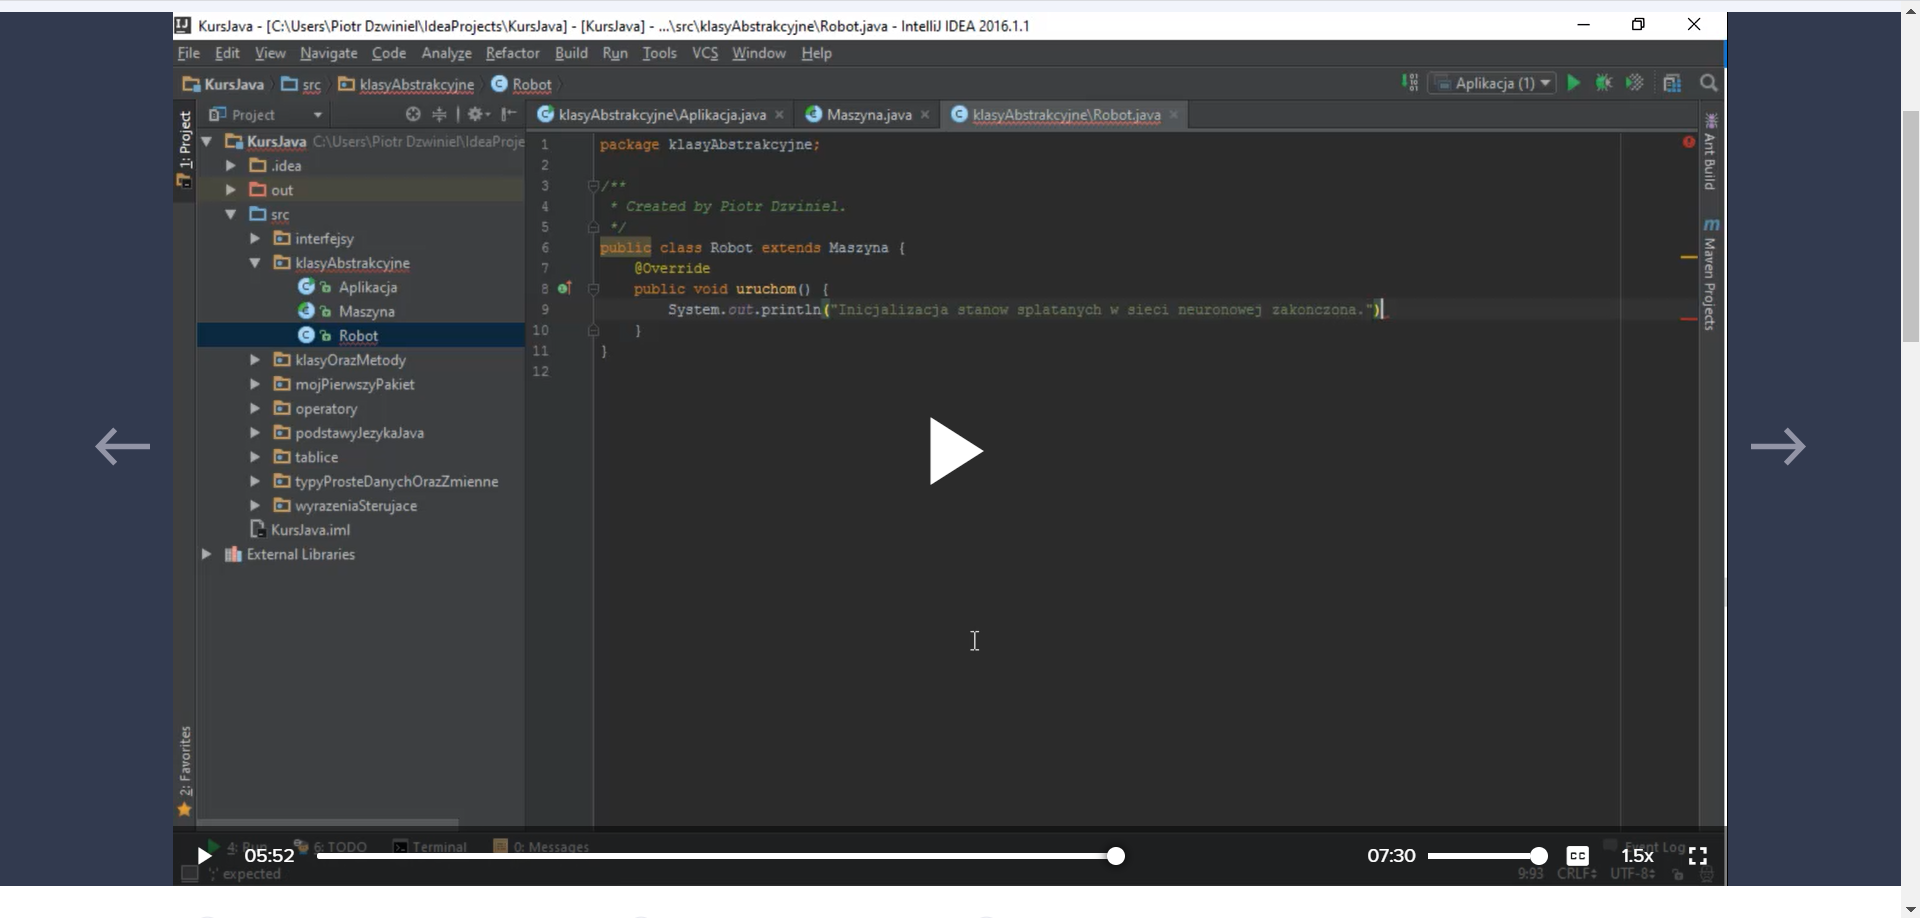 KursJava - [C:\Users\Piotr Dzwiniel\IdeaProjects\KursJava] - [KursJava] - ...\src\klasyAbstrakcyjne\Robot.java - IntelliJ IDEA 2016.1.1
File Edit View Navigate Code Analyze Refactor Build Run Tools VCS Window Help
KursJava src klasyAbstrakcyjne Robot
Aplikacja (1)
Project
klasyAbstrakcyjne\Aplikacja.java Maszyna.java klasyAbstrakcyjne\Robot.java
1: Project
KursJava C:\Users\Piotr Dzwiniel\IdeaProje
.idea
out
src
interfejsy
klasyAbstrakcyjne
Aplikacja
Maszyna
Robot
klasyOrazMetody
mojPierwszyPakiet
operatory
podstawyJezykaJava
tablice
typyProsteDanychOrazZmienne
wyrazeniaSterujace
KursJava.iml
External Libraries
1 package klasyAbstrakcyjne;
2
3 /**
4 * Created by Piotr Dzwiniel.
5 */
6 public class Robot extends Maszyna {
7 @Override
8 public void uruchom() {
9 System.out.println("Inicjalizacja stanow splatanych w sieci neuronowej zakonczona.")
10 }
11 }
12
Ant Build
m Maven Projects
2: Favorites
4: Run 6: TODO Terminal 0: Messages Event Log
05:52 07:30 CC 1.5x
';' expected 9:93 CRLF UTF-8